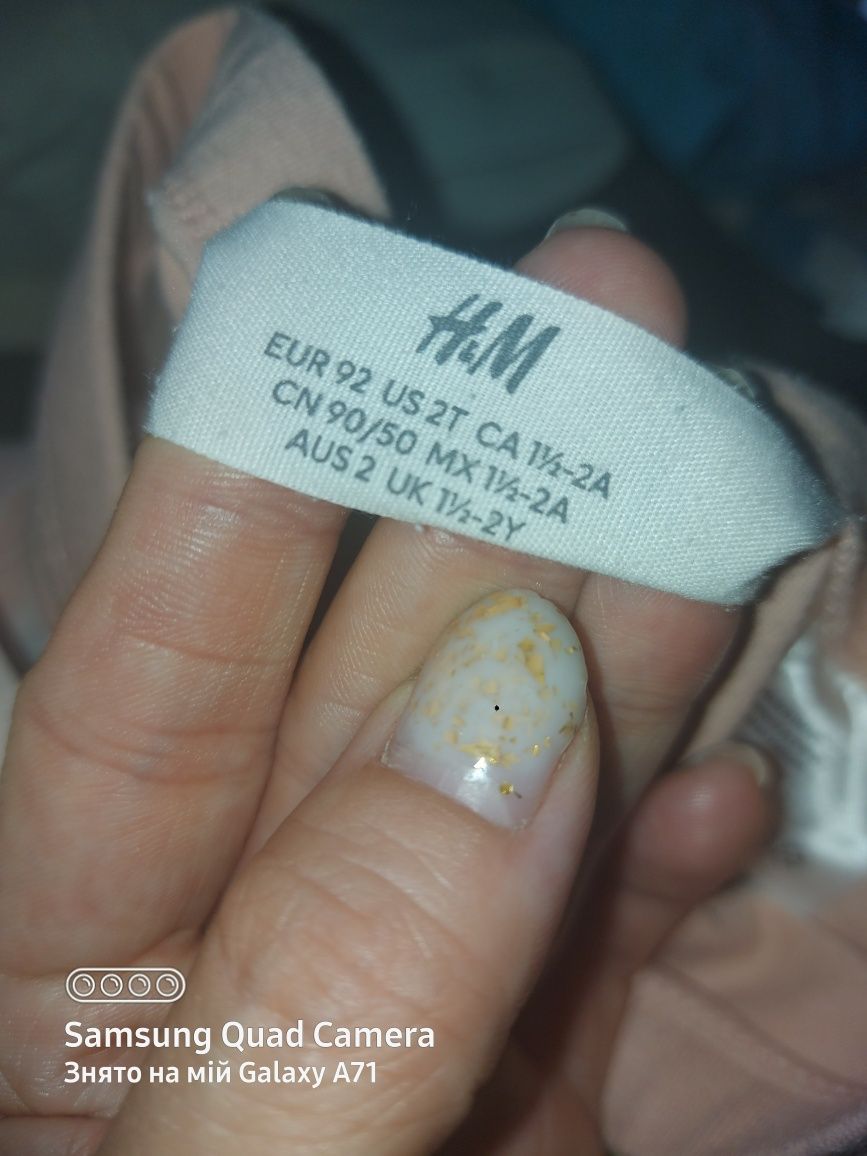 H&M
EUR 92 US 2T CA 1½-2A
CN 90/50 MX 1½-2A
AUS 2 UK 1½-2Y
Samsung Quad Camera
Знято на мій Galaxy A71